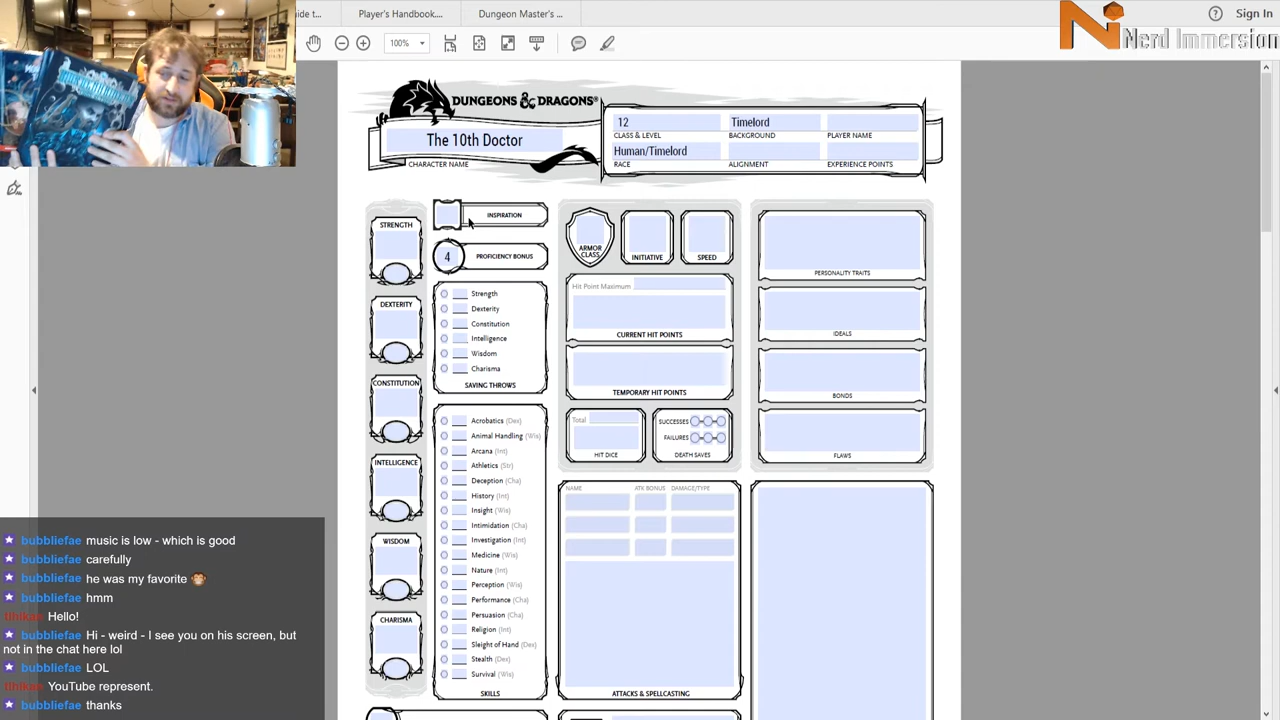 ide t...
Player's Handbook....
Dungeon Master's ...
Sign In
Nerd Immersion
100%
DUNGEONS & DRAGONS®
The 10th Doctor
CHARACTER NAME
12
Timelord
CLASS & LEVEL
BACKGROUND
PLAYER NAME
Human/Timelord
RACE
ALIGNMENT
EXPERIENCE POINTS
STRENGTH
DEXTERITY
CONSTITUTION
INTELLIGENCE
WISDOM
CHARISMA
INSPIRATION
4
PROFICIENCY BONUS
Strength
Dexterity
Constitution
Intelligence
Wisdom
Charisma
SAVING THROWS
Acrobatics (Dex)
Animal Handling (Wis)
Arcana (Int)
Athletics (Str)
Deception (Cha)
History (Int)
Insight (Wis)
Intimidation (Cha)
Investigation (Int)
Medicine (Wis)
Nature (Int)
Perception (Wis)
Performance (Cha)
Persuasion (Cha)
Religion (Int)
Sleight of Hand (Dex)
Stealth (Dex)
Survival (Wis)
SKILLS
ARMOR
CLASS
INITIATIVE
SPEED
Hit Point Maximum
CURRENT HIT POINTS
TEMPORARY HIT POINTS
Total
HIT DICE
SUCCESSES
FAILURES
DEATH SAVES
NAME
ATK BONUS
DAMAGE/TYPE
ATTACKS & SPELLCASTING
PERSONALITY TRAITS
IDEALS
BONDS
FLAWS
bubbliefae music is low - which is good
bubbliefae carefully
bubbliefae he was my favorite
bubbliefae hmm
Hello!
bubbliefae Hi - weird - I see you on his screen, but
not in the chat here lol
bubbliefae LOL
YouTube represent.
bubbliefae thanks